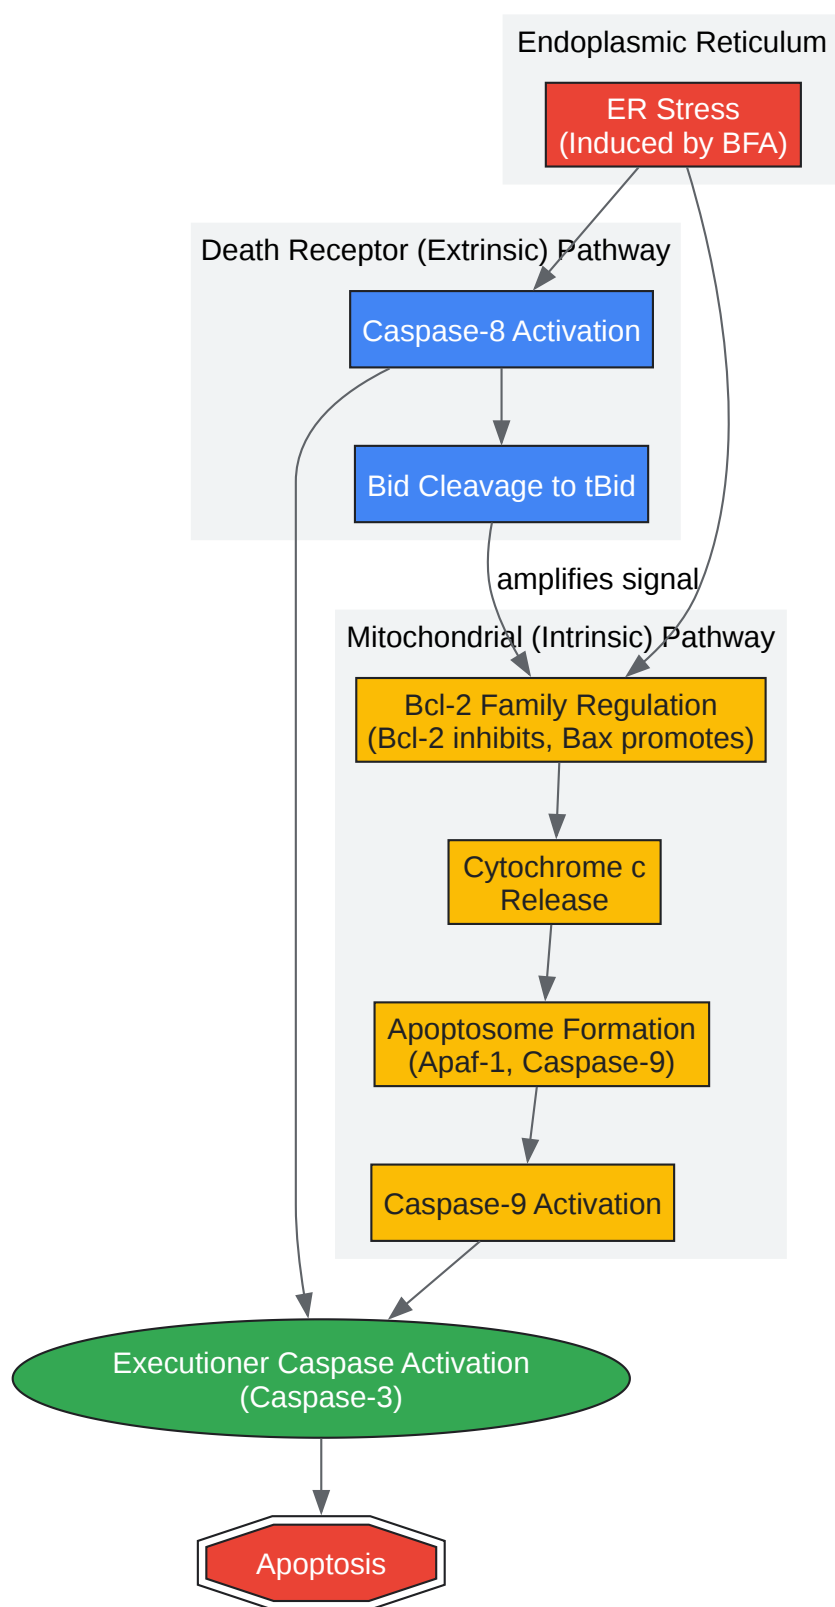 Endoplasmic Reticulum
ER Stress
(Induced by BFA)
Death Receptor (Extrinsic) Pathway
Caspase-8 Activation
Bid Cleavage to tBid
amplifies signal
Mitochondrial (Intrinsic) Pathway
Bcl-2 Family Regulation
(Bcl-2 inhibits, Bax promotes)
Cytochrome c
Release
Apoptosome Formation
(Apaf-1, Caspase-9)
Caspase-9 Activation
Executioner Caspase Activation
(Caspase-3)
Apoptosis